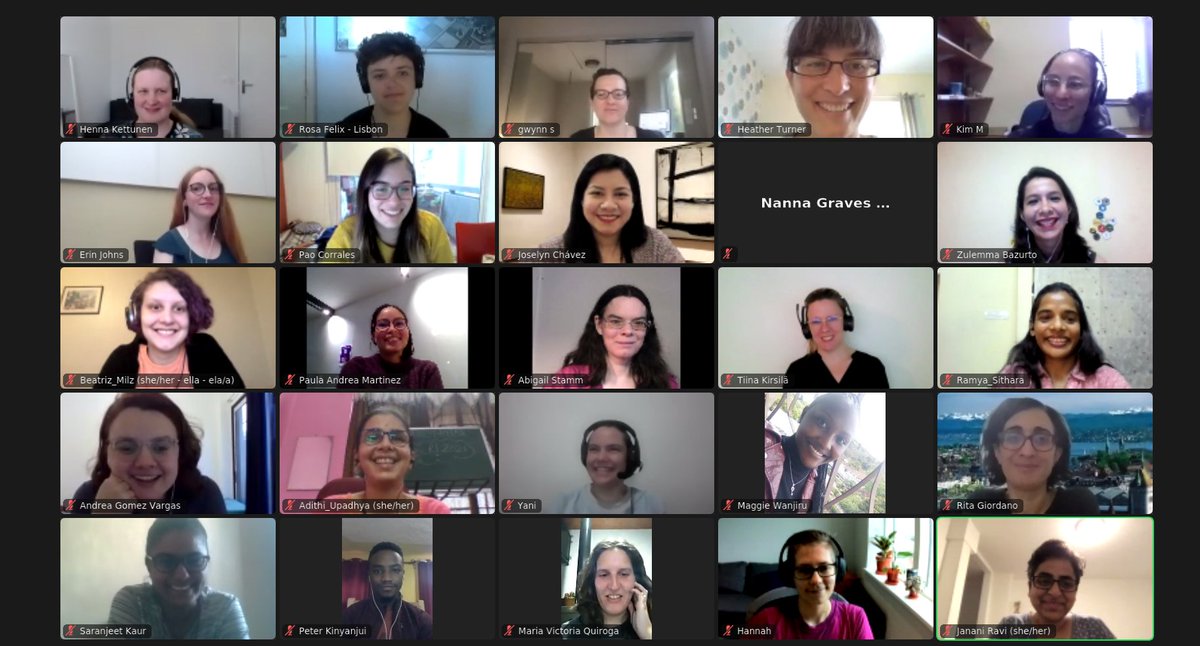 Henna Kettunen
Rosa Felix - Lisbon
gwynn s
Heather Turner
Kim M
Erin Johns
Pao Corrales
Joselyn Chávez
Nanna Graves ...
Zulemma Bazurto
Beatriz_Milz (she/her - ella - ela/a)
Paula Andrea Martinez
Abigail Stamm
Tiina Kirsilä
Ramya_Sithara
Andrea Gomez Vargas
Adithi_Upadhya (she/her)
Yani
Maggie Wanjiru
Rita Giordano
Saranjeet Kaur
Peter Kinyanjui
Maria Victoria Quiroga
Hannah
Janani Ravi (she/her)